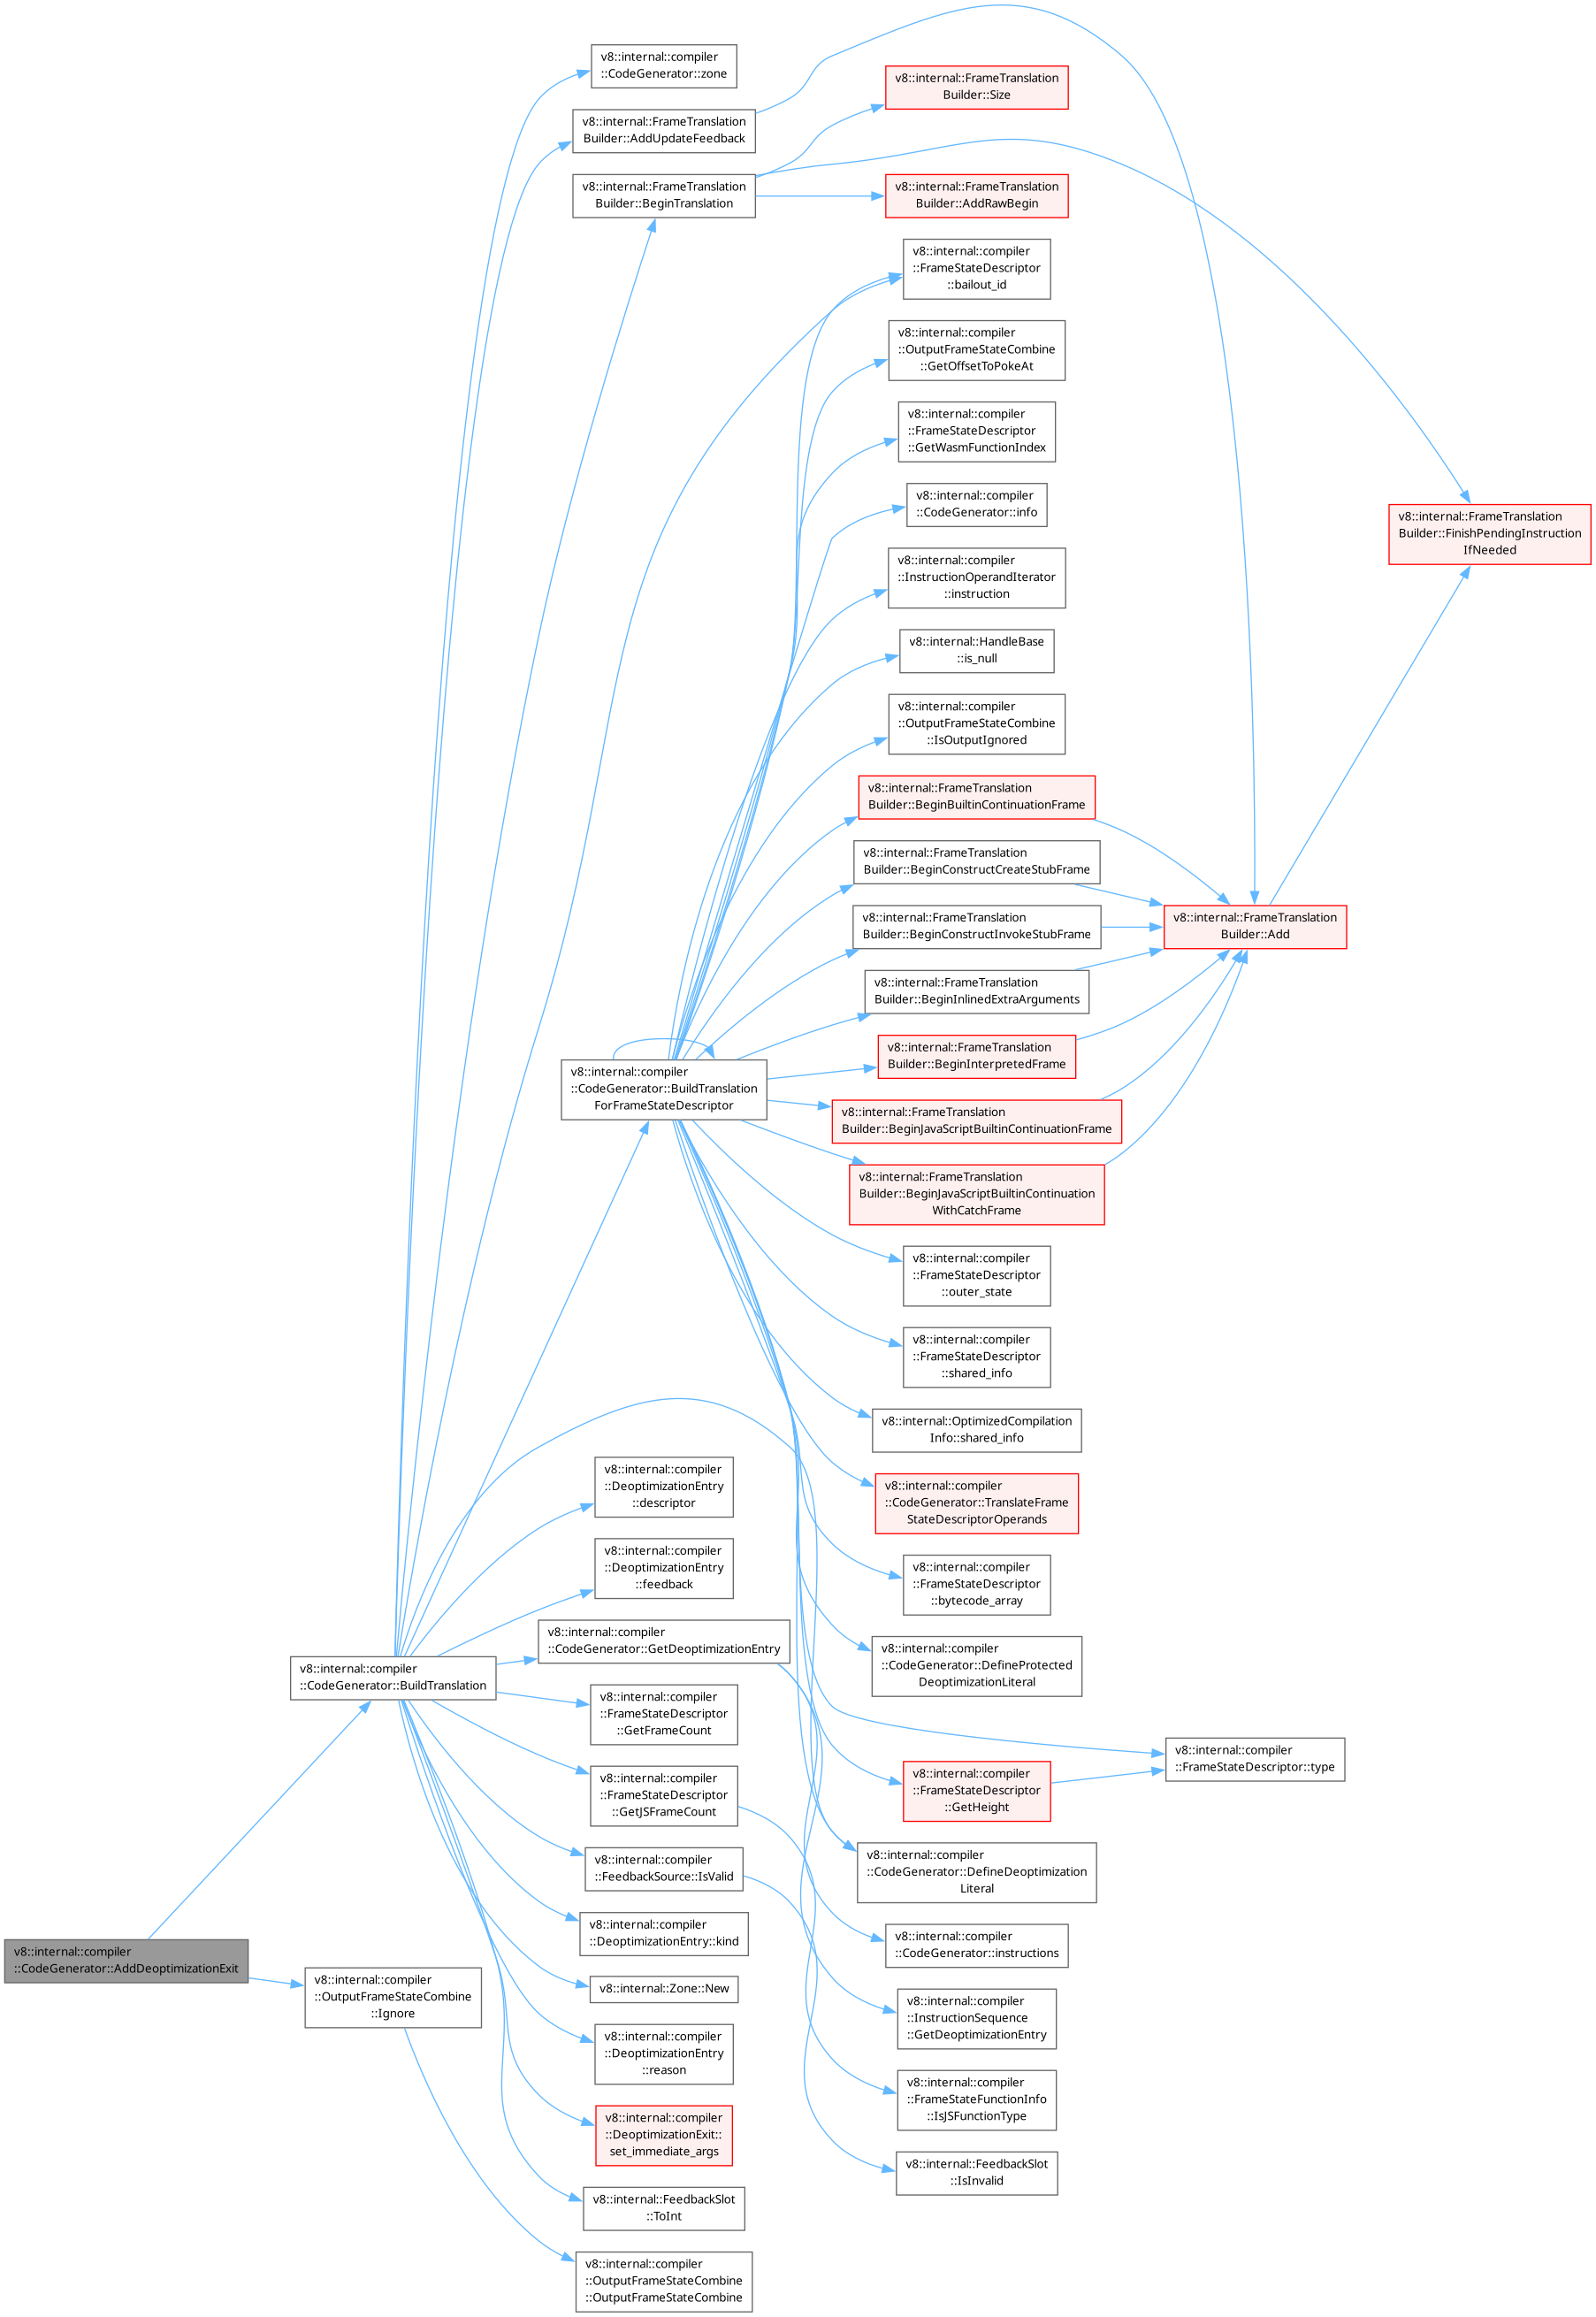 v8::internal::compiler
::CodeGenerator::zone
v8::internal::FrameTranslation
Builder::AddUpdateFeedback
v8::internal::FrameTranslation
Builder::BeginTranslation
v8::internal::FrameTranslation
Builder::Size
v8::internal::FrameTranslation
Builder::AddRawBegin
v8::internal::compiler
::FrameStateDescriptor
::bailout_id
v8::internal::compiler
::OutputFrameStateCombine
::GetOffsetToPokeAt
v8::internal::compiler
::FrameStateDescriptor
::GetWasmFunctionIndex
v8::internal::compiler
::CodeGenerator::info
v8::internal::compiler
::InstructionOperandIterator
::instruction
v8::internal::HandleBase
::is_null
v8::internal::compiler
::OutputFrameStateCombine
::IsOutputIgnored
v8::internal::FrameTranslation
Builder::BeginBuiltinContinuationFrame
v8::internal::FrameTranslation
Builder::BeginConstructCreateStubFrame
v8::internal::FrameTranslation
Builder::BeginConstructInvokeStubFrame
v8::internal::FrameTranslation
Builder::BeginInlinedExtraArguments
v8::internal::FrameTranslation
Builder::BeginInterpretedFrame
v8::internal::FrameTranslation
Builder::BeginJavaScriptBuiltinContinuationFrame
v8::internal::FrameTranslation
Builder::BeginJavaScriptBuiltinContinuation
WithCatchFrame
v8::internal::FrameTranslation
Builder::Add
v8::internal::FrameTranslation
Builder::FinishPendingInstruction
IfNeeded
v8::internal::compiler
::CodeGenerator::BuildTranslation
ForFrameStateDescriptor
v8::internal::compiler
::FrameStateDescriptor
::outer_state
v8::internal::compiler
::FrameStateDescriptor
::shared_info
v8::internal::OptimizedCompilation
Info::shared_info
v8::internal::compiler
::CodeGenerator::TranslateFrame
StateDescriptorOperands
v8::internal::compiler
::FrameStateDescriptor
::bytecode_array
v8::internal::compiler
::CodeGenerator::DefineProtected
DeoptimizationLiteral
v8::internal::compiler
::FrameStateDescriptor::type
v8::internal::compiler
::FrameStateDescriptor
::GetHeight
v8::internal::compiler
::CodeGenerator::DefineDeoptimization
Literal
v8::internal::compiler
::CodeGenerator::instructions
v8::internal::compiler
::InstructionSequence
::GetDeoptimizationEntry
v8::internal::compiler
::FrameStateFunctionInfo
::IsJSFunctionType
v8::internal::FeedbackSlot
::IsInvalid
v8::internal::compiler
::DeoptimizationEntry
::descriptor
v8::internal::compiler
::DeoptimizationEntry
::feedback
v8::internal::compiler
::CodeGenerator::GetDeoptimizationEntry
v8::internal::compiler
::CodeGenerator::BuildTranslation
v8::internal::compiler
::FrameStateDescriptor
::GetFrameCount
v8::internal::compiler
::FrameStateDescriptor
::GetJSFrameCount
v8::internal::compiler
::FeedbackSource::IsValid
v8::internal::compiler
::DeoptimizationEntry::kind
v8::internal::Zone::New
v8::internal::compiler
::DeoptimizationEntry
::reason
v8::internal::compiler
::DeoptimizationExit::
set_immediate_args
v8::internal::FeedbackSlot
::ToInt
v8::internal::compiler
::OutputFrameStateCombine
::OutputFrameStateCombine
v8::internal::compiler
::CodeGenerator::AddDeoptimizationExit
v8::internal::compiler
::OutputFrameStateCombine
::Ignore